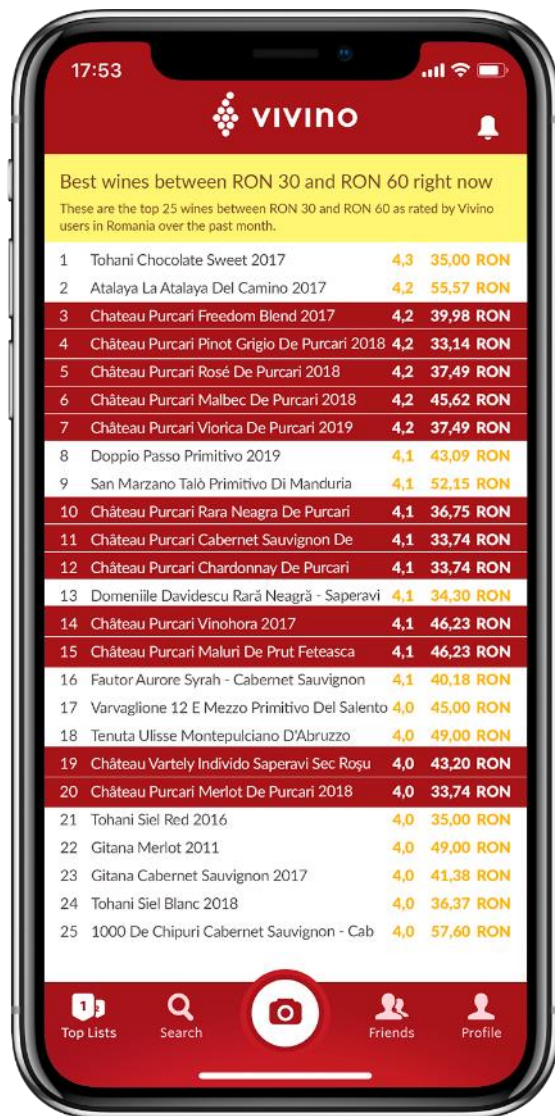 17:53
VIVINO
Best wines between RON 30 and RON 60 right now
These are the top 25 wines between RON 30 and RON 60 as rated by Vivino
users in Romania over the past month.
1 Tohani Chocolate Sweet 2017 4,3 35,00 RON
2 Atalaya La Atalaya Del Camino 2017 4,2 55,57 RON
3 Chateau Purcari Freedom Blend 2017 4,2 39,98 RON
4 Château Purcari Pinot Grigio De Purcari 2018 4,2 33,14 RON
5 Château Purcari Rosé De Purcari 2018 4,2 37,49 RON
6 Château Purcari Malbec De Purcari 2018 4,2 45,62 RON
7 Château Purcari Viorica De Purcari 2019 4,2 37,49 RON
8 Doppio Passo Primitivo 2019 4,1 43,09 RON
9 San Marzano Talò Primitivo Di Manduria 4,1 52,15 RON
10 Château Purcari Rara Neagra De Purcari 4,1 36,75 RON
11 Château Purcari Cabernet Sauvignon De 4,1 33,74 RON
12 Château Purcari Chardonnay De Purcari 4,1 33,74 RON
13 Domeniile Davidescu Rară Neagră - Saperavi 4,1 34,30 RON
14 Château Purcari Vinohora 2017 4,1 46,23 RON
15 Château Purcari Maluri De Prut Feteasca 4,1 46,23 RON
16 Fautor Aurore Syrah - Cabernet Sauvignon 4,1 40,18 RON
17 Varvaglione 12 E Mezzo Primitivo Del Salento 4,0 45,00 RON
18 Tenuta Ulisse Montepulciano D'Abruzzo 4,0 49,00 RON
19 Château Vartely Individo Saperavi Sec Roşu 4,0 43,20 RON
20 Château Purcari Merlot De Purcari 2018 4,0 33,74 RON
21 Tohani Siel Red 2016 4,0 35,00 RON
22 Gitana Merlot 2011 4,0 49,00 RON
23 Gitana Cabernet Sauvignon 2017 4,0 41,38 RON
24 Tohani Siel Blanc 2018 4,0 36,37 RON
25 1000 De Chipuri Cabernet Sauvignon - Cab 4,0 57,60 RON
1 2
Top Lists Search Friends Profile